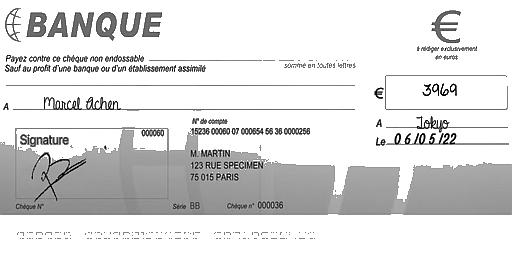 BANQUE
€
à rédiger exclusivement
en euros
Payez contre ce chèque non endossable
Sauf au profit d'une banque ou d'un établissement assimilé
somme en toutes lettres
€ 3969
A Marcel Achen
A Tokyo
Le 06/05/22
Signature
000060
N° de compte
15236 00060 07 000654 66 36 0000256
M. MARTIN
123 RUE SPECIMEN
75 015 PARIS
Chèque N°
Série BB
Chèque n° 000036